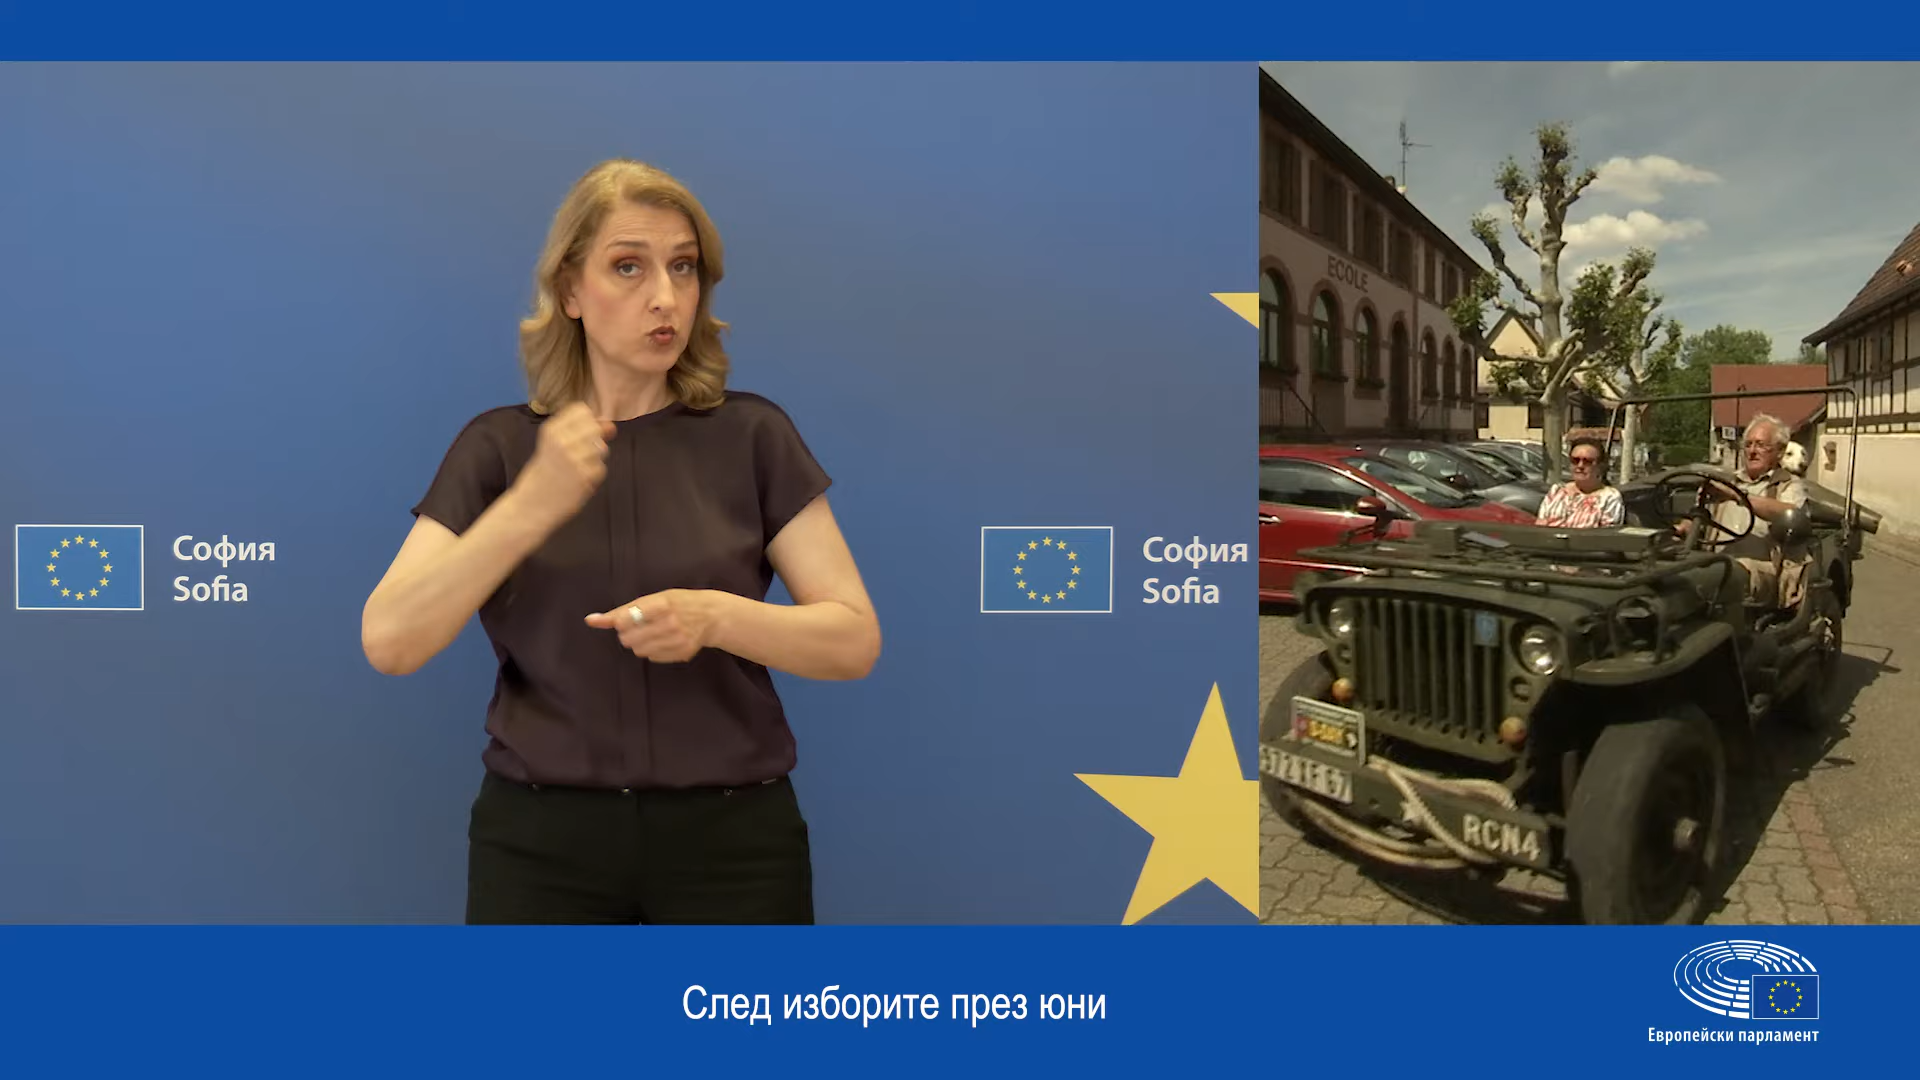 София
Sofia
София
Sofia
ECOLE
RCN4
След изборите през юни
Европейски парламент